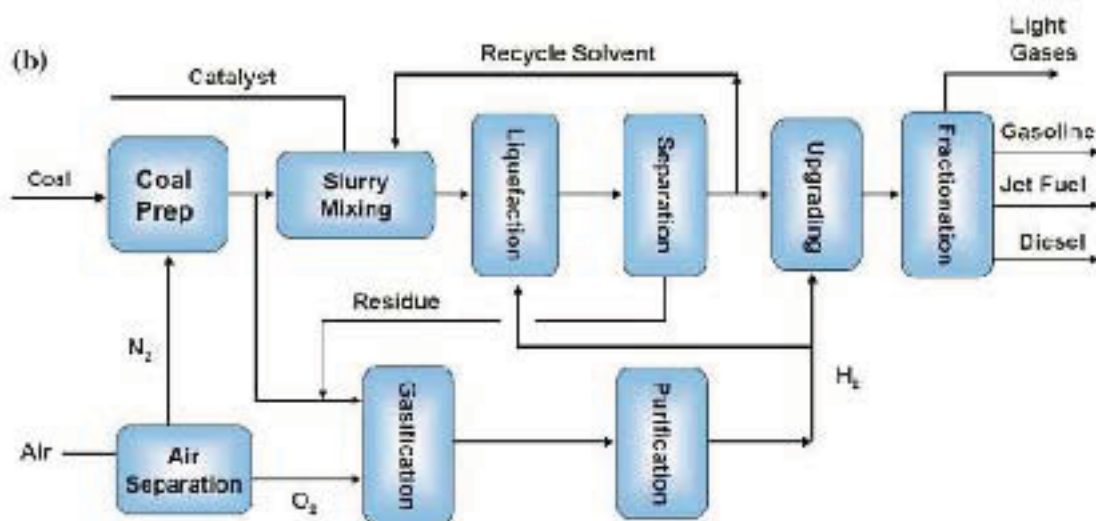 (b)
Light
Gases
Recycle Solvent
Catalyst
Coal
Coal
Prep
Slurry
Mixing
Liquefaction
Separation
Upgrading
Fractionation
Gasoline
Jet Fuel
Diesel
Residue
N₂
H₂
Air
Air
Separation
O₂
Gasification
Purification